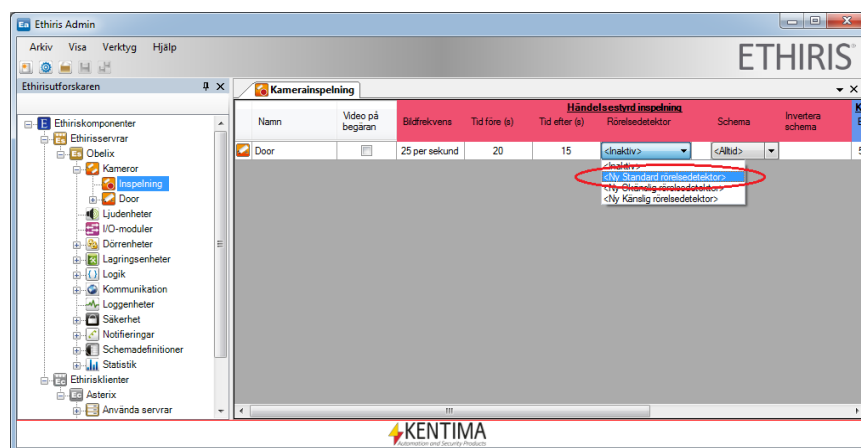 Ethiris Admin
Arkiv Visa Verktyg Hjälp
ETHIRIS
Ethirisutforskaren
Kamerainspelning
Händelsestyrd inspelning
Namn
Video på begäran
Bildfrekvens
Tid före (s)
Tid efter (s)
Rörelsedetektor
Schema
Invertera schema
Door
25 per sekund
20
15
<Inaktiv>
<Alltid>
<Inaktiv>
<Ny Standard rörelsedetektor>
<Ny Okänslig rörelsedetektor>
<Ny Känslig rörelsedetektor>
Ethiriskomponenter
Ethirisservrar
Obelix
Kameror
Inspelning
Door
Ljudenheter
I/O-moduler
Dörrenheter
Lagringsenheter
Logik
Kommunikation
Loggenheter
Säkerhet
Notifieringar
Schemadefinitioner
Statistik
Ethirisklienter
Asterix
Använda servrar
KENTIMA
Automation and Security Products